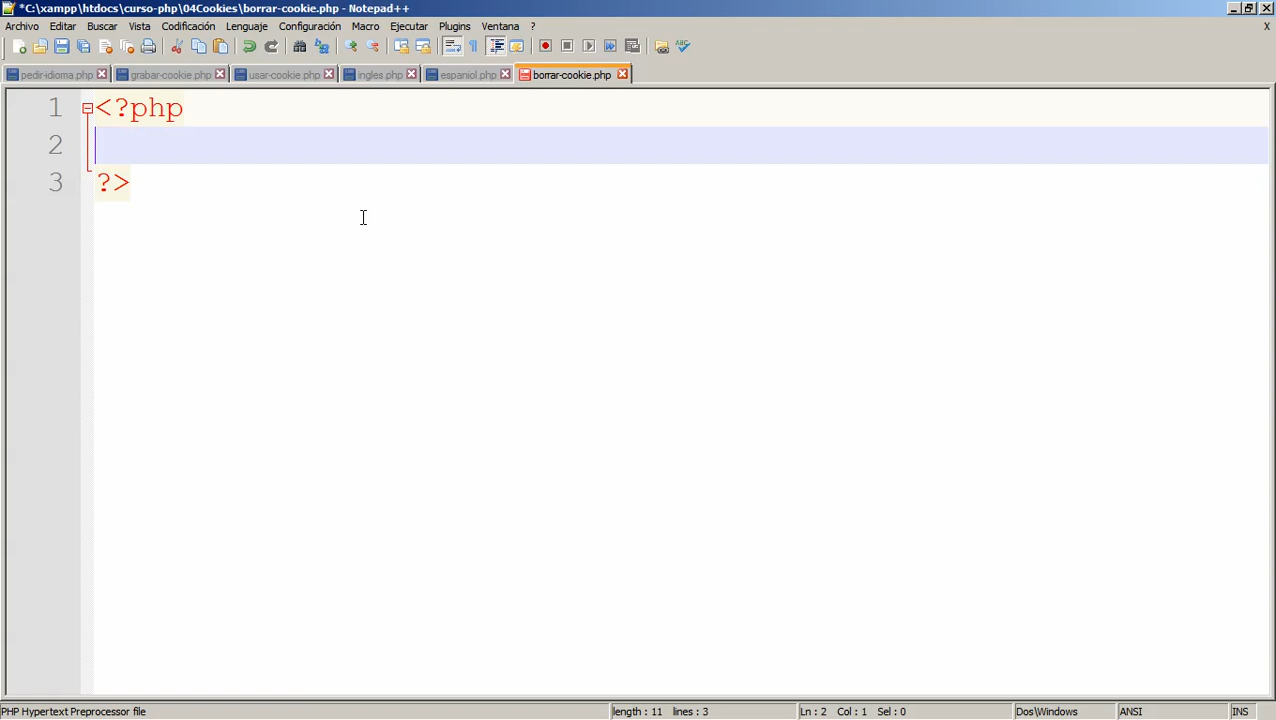 *C:\xampp\htdocs\curso-php\04Cookies\borrar-cookie.php - Notepad++
Archivo Editar Buscar Vista Codificación Lenguaje Configuración Macro Ejecutar Plugins Ventana ? X
pedir-idioma.php grabar-cookie.php usar-cookie.php ingles.php espaniol.php borrar-cookie.php
1 <?php
2
3 ?>
PHP Hypertext Preprocessor file length : 11 lines : 3 Ln : 2 Col : 1 Sel : 0 Dos\Windows ANSI INS